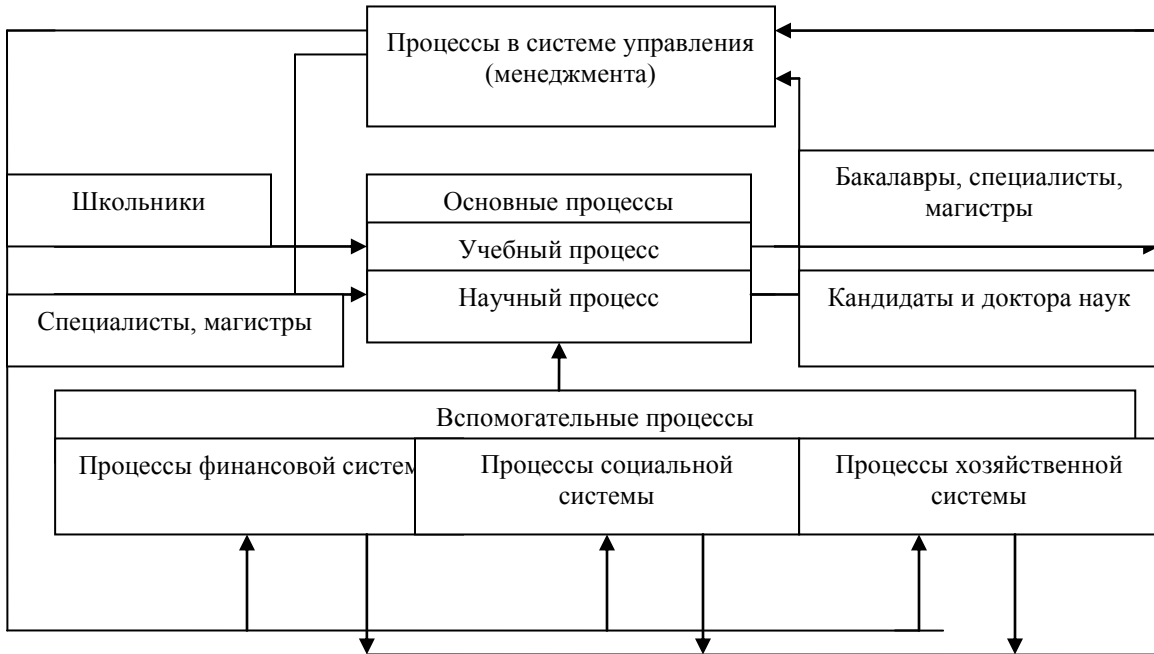 Процессы в системе управления
(менеджмента)
Бакалавры, специалисты,
магистры
Школьники
Основные процессы
Учебный процесс
Научный процесс
Кандидаты и доктора наук
Специалисты, магистры
Вспомогательные процессы
Процессы финансовой систем
Процессы социальной
системы
Процессы хозяйственной
системы